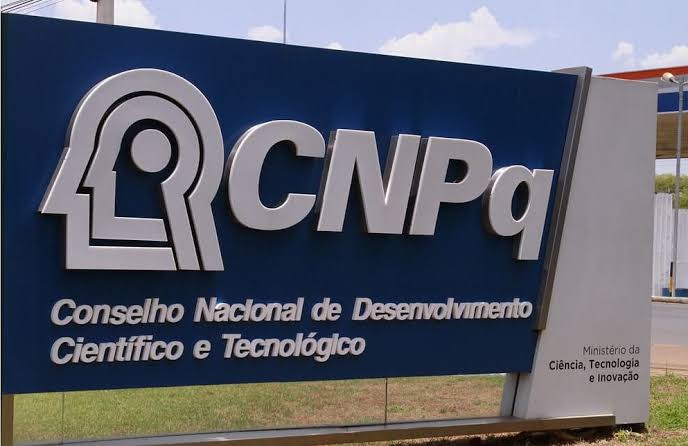 CNPq
Conselho Nacional de Desenvolvimento
Científico e Tecnológico
Ministério da
Ciência, Tecnologia
e Inovação